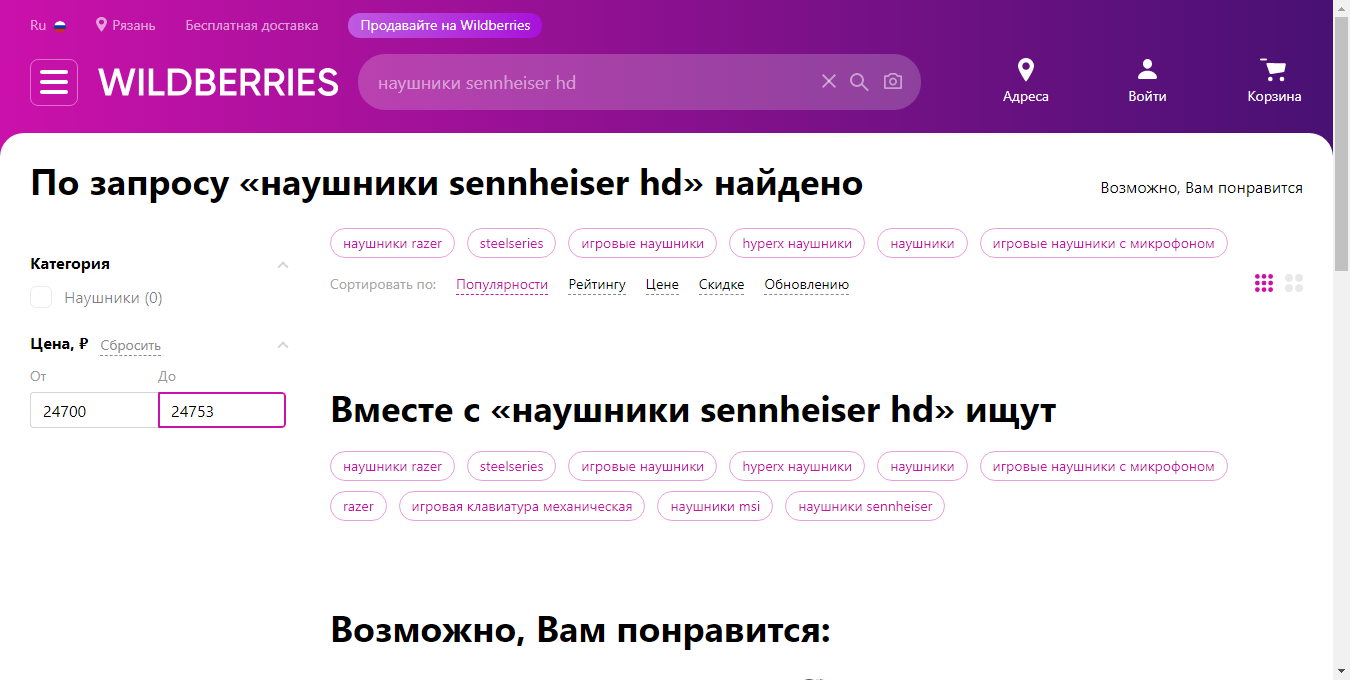 Ru Рязань Бесплатная доставка Продавайте на Wildberries
WILDBERRIES наушники sennheiser hd
Адреса Войти Корзина
По запросу «наушники sennheiser hd» найдено
Возможно, Вам понравится
наушники razer steelseries игровые наушники hyperx наушники наушники игровые наушники с микрофоном
Категория
Наушники (0)
Сортировать по: Популярности Рейтингу Цене Скидке Обновлению
Цена, ₽ Сбросить
От До
24700 24753
Вместе с «наушники sennheiser hd» ищут
наушники razer steelseries игровые наушники hyperx наушники наушники игровые наушники с микрофоном
razer игровая клавиатура механическая наушники msi наушники sennheiser
Возможно, Вам понравится: